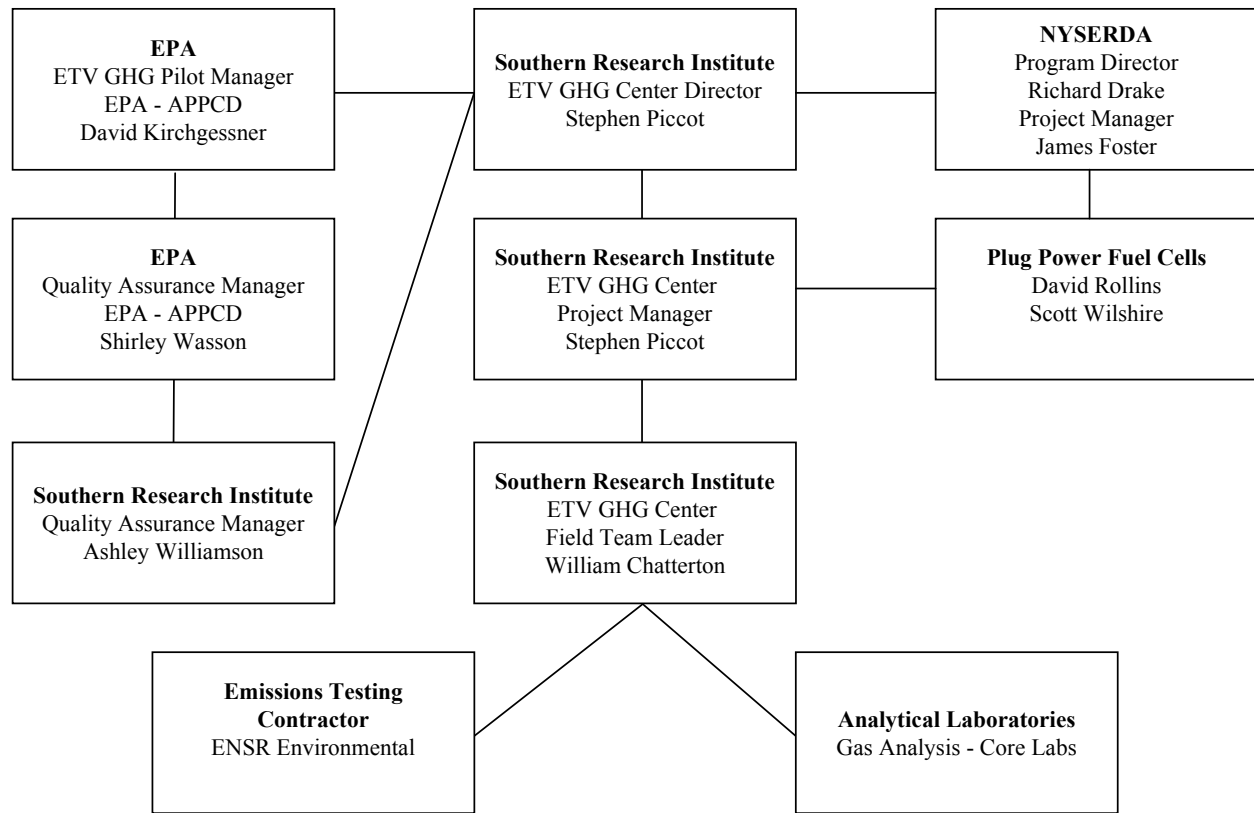 EPA
ETV GHG Pilot Manager
EPA - APPCD
David Kirchgessner
Southern Research Institute
ETV GHG Center Director
Stephen Piccot
NYSERDA
Program Director
Richard Drake
Project Manager
James Foster
EPA
Quality Assurance Manager
EPA - APPCD
Shirley Wasson
Southern Research Institute
ETV GHG Center
Project Manager
Stephen Piccot
Plug Power Fuel Cells
David Rollins
Scott Wilshire
Southern Research Institute
Quality Assurance Manager
Ashley Williamson
Southern Research Institute
ETV GHG Center
Field Team Leader
William Chatterton
Emissions Testing
Contractor
ENSR Environmental
Analytical Laboratories
Gas Analysis - Core Labs